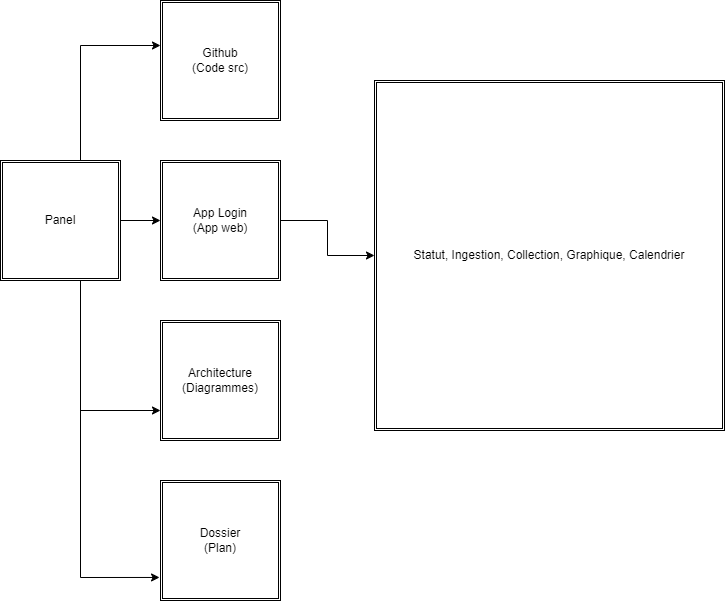 Github
(Code src)
Panel
App Login
(App web)
Statut, Ingestion, Collection, Graphique, Calendrier
Architecture
(Diagrammes)
Dossier
(Plan)